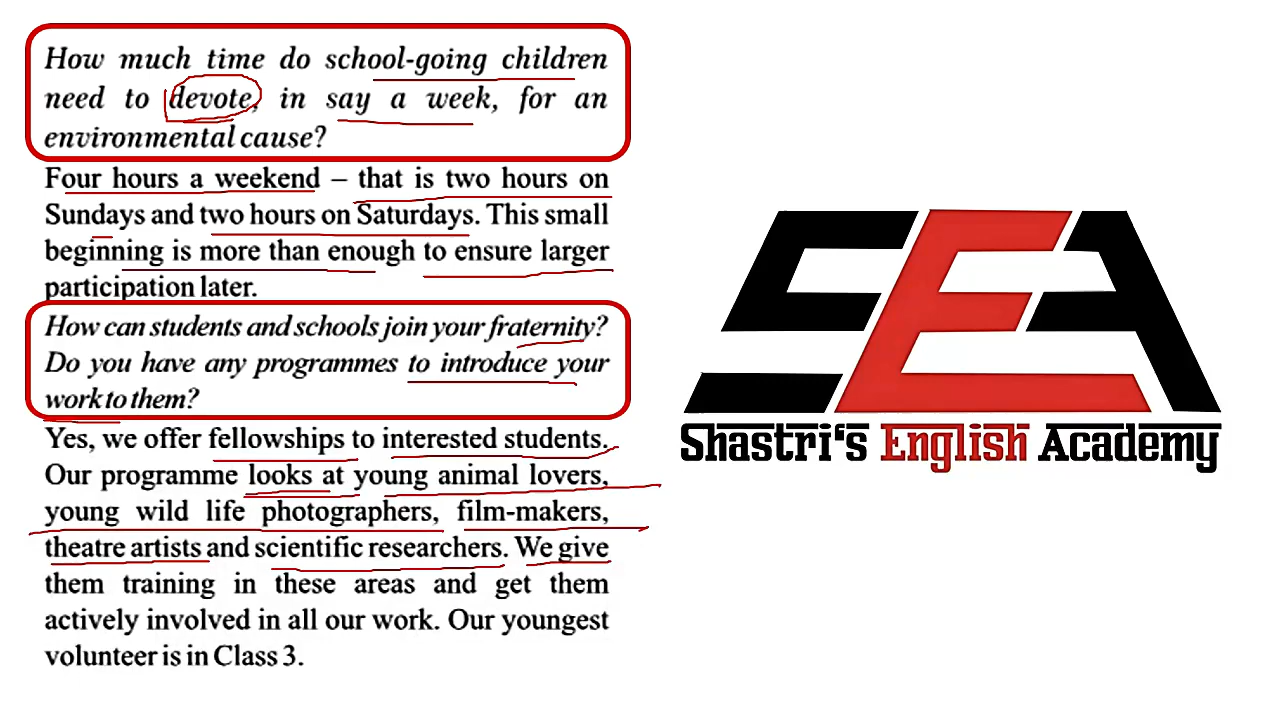 How much time do school-going children
need to devote, in say a week, for an
environmental cause?
Four hours a weekend – that is two hours on
Sundays and two hours on Saturdays. This small
beginning is more than enough to ensure larger
participation later.
How can students and schools join your fraternity?
Do you have any programmes to introduce your
work to them?
Yes, we offer fellowships to interested students.
Our programme looks at young animal lovers,
young wild life photographers, film-makers,
theatre artists and scientific researchers. We give
them training in these areas and get them
actively involved in all our work. Our youngest
volunteer is in Class 3.
SEA
Shastri's English Academy